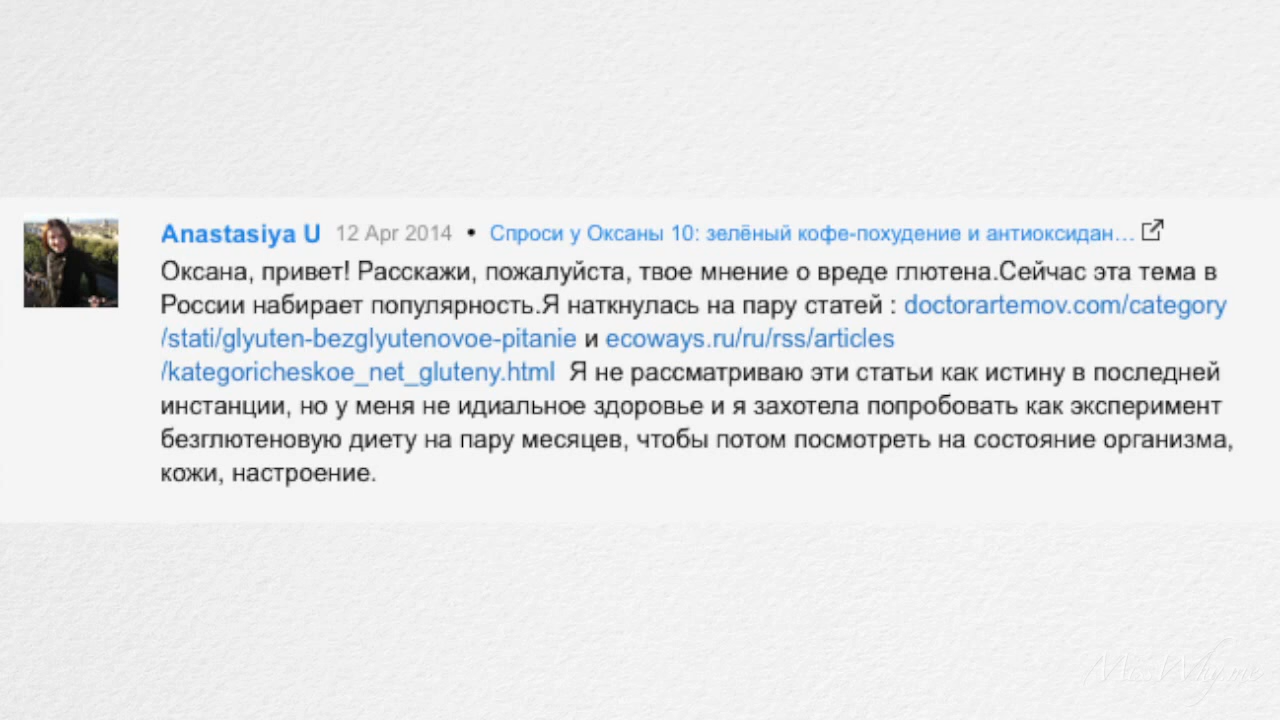 Anastasiya U 12 Apr 2014 • Спроси у Оксаны 10: зелёный кофе-похудение и антиоксидан…
Оксана, привет! Расскажи, пожалуйста, твое мнение о вреде глютена.Сейчас эта тема в
России набирает популярность.Я наткнулась на пару статей : doctorartemov.com/category
/stati/glyuten-bezglyutenovoe-pitanie и ecoways.ru/ru/rss/articles
/kategoricheskoe_net_gluteny.html Я не рассматриваю эти статьи как истину в последней
инстанции, но у меня не идиальное здоровье и я захотела попробовать как эксперимент
безглютеновую диету на пару месяцев, чтобы потом посмотреть на состояние организма,
кожи, настроение.
MissWhy.me